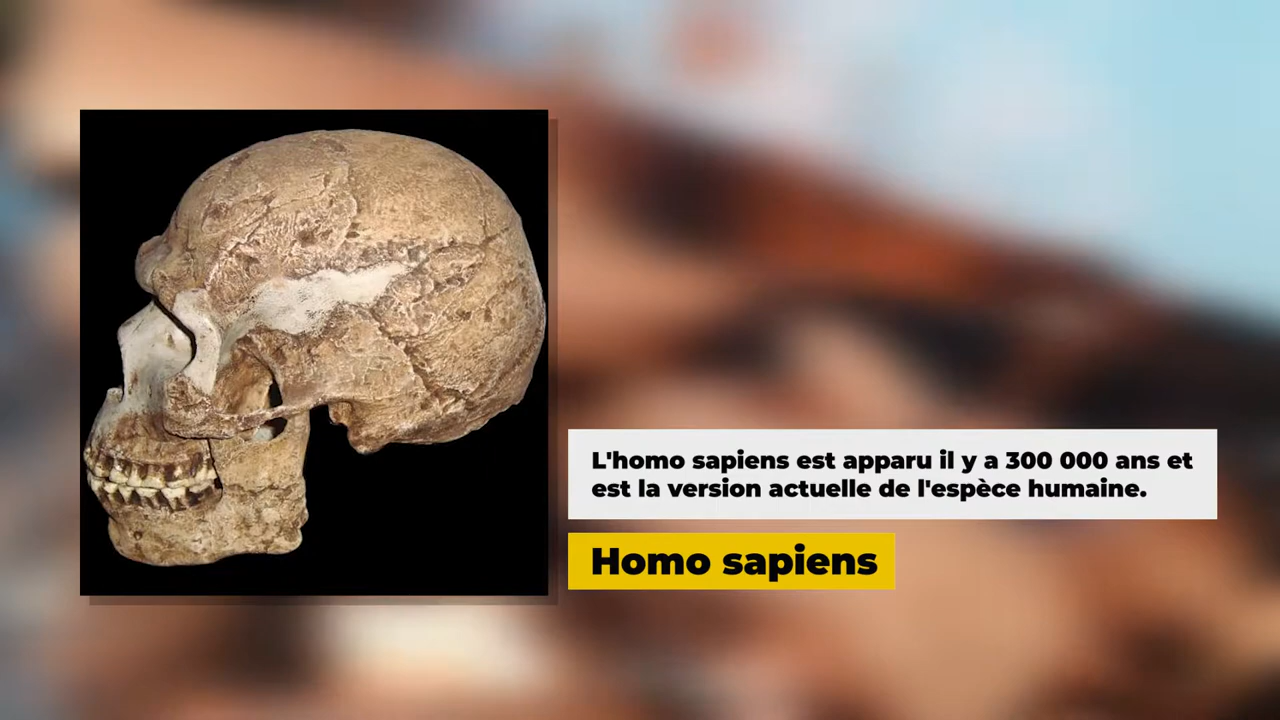 L'homo sapiens est apparu il y a 300 000 ans et
est la version actuelle de l'espèce humaine.
Homo sapiens